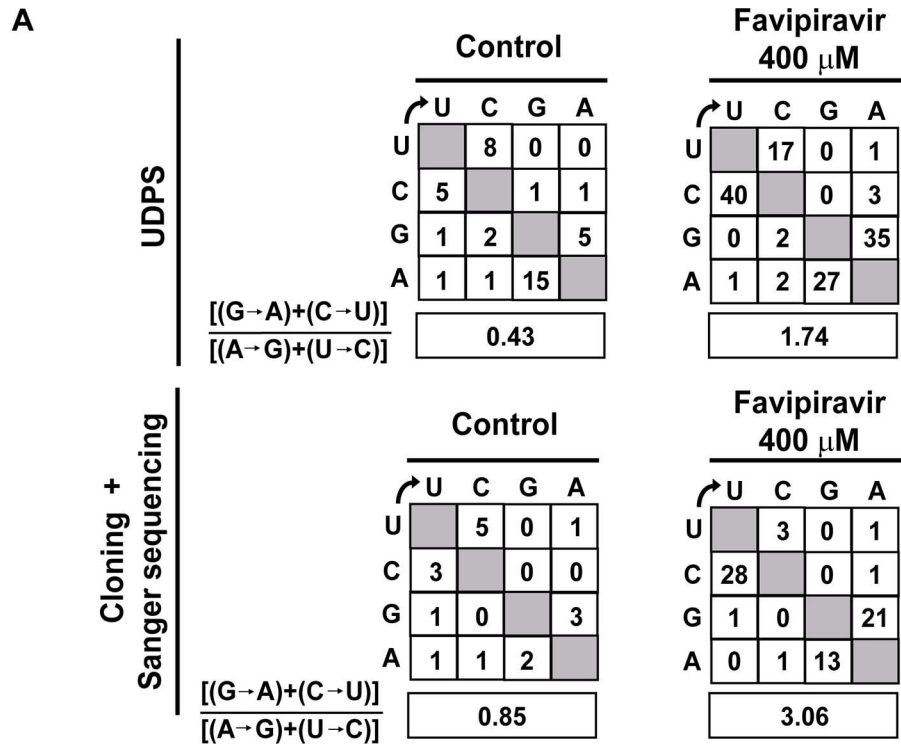 A
Control
Favipiravir
400 μM
UDPS
U C G A
U 8 0 0
C 5 1 1
G 1 2 5
A 1 1 15
U C G A
U 17 0 1
C 40 0 3
G 0 2 35
A 1 2 27
[(G→A)+(C→U)]
[(A→G)+(U→C)]
0.43
1.74
Cloning +
Sanger sequencing
Control
Favipiravir
400 μM
U C G A
U 5 0 1
C 3 0 0
G 1 0 3
A 1 1 2
U C G A
U 3 0 1
C 28 0 1
G 1 0 21
A 0 1 13
[(G→A)+(C→U)]
[(A→G)+(U→C)]
0.85
3.06